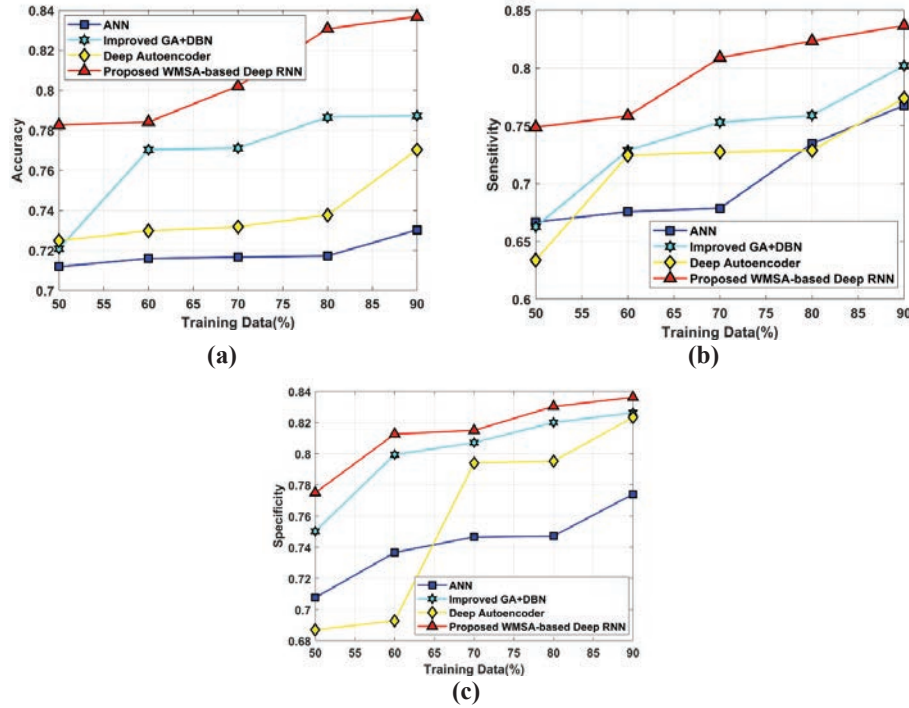 0.84
0.82
0.8
0.78
0.76
0.74
0.72
0.7
Accuracy
ANN
Improved GA+DBN
Deep Autoencoder
Proposed WMSA-based Deep RNN
50 55 60 65 70 75 80 85 90
Training Data(%)
(a)
0.85
0.8
0.75
0.7
0.65
0.6
Sensitivity
ANN
Improved GA+DBN
Deep Autoencoder
Proposed WMSA-based Deep RNN
50 55 60 65 70 75 80 85 90
Training Data(%)
(b)
0.84
0.82
0.8
0.78
0.76
0.74
0.72
0.7
0.68
Specificity
ANN
Improved GA+DBN
Deep Autoencoder
Proposed WMSA-based Deep RNN
50 55 60 65 70 75 80 85 90
Training Data(%)
(c)